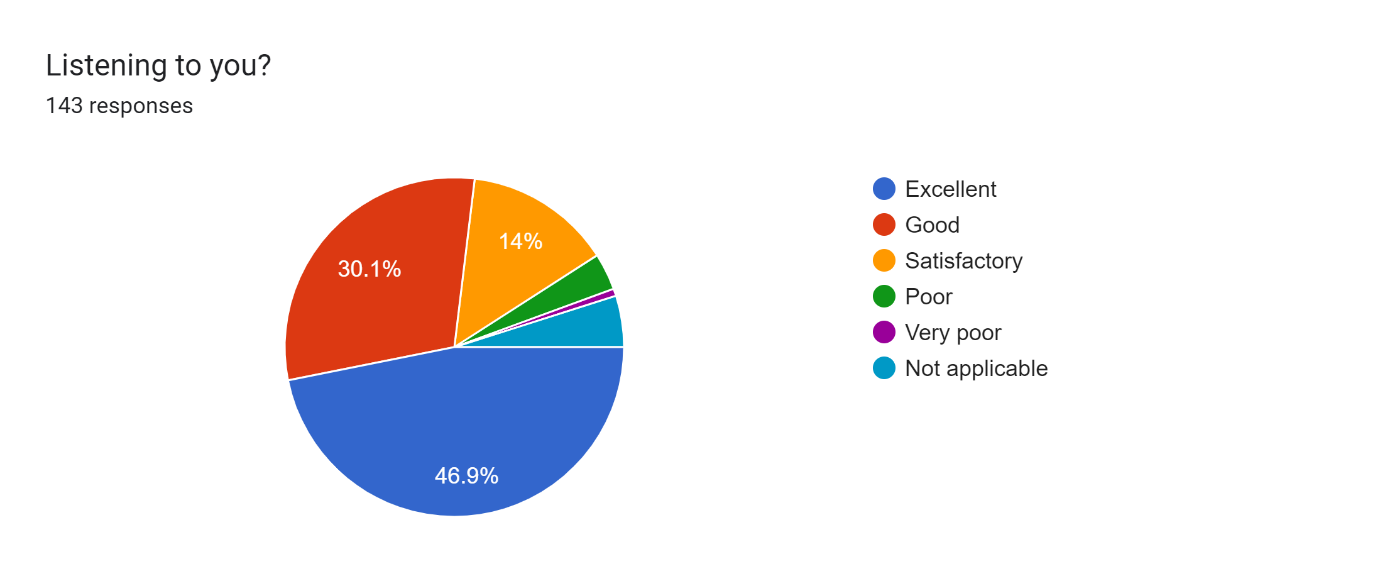 Listening to you?
143 responses
14%
30.1%
46.9%
Excellent
Good
Satisfactory
Poor
Very poor
Not applicable